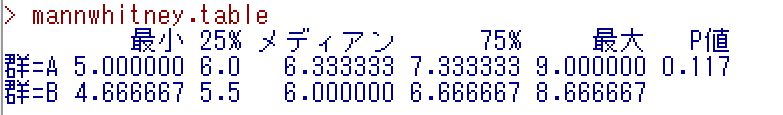 > mannwhitney.table
最小 25% メディアン 75% 最大 P値
群=A 5.000000 6.0 6.333333 7.333333 9.000000 0.117
群=B 4.666667 5.5 6.000000 6.666667 8.666667